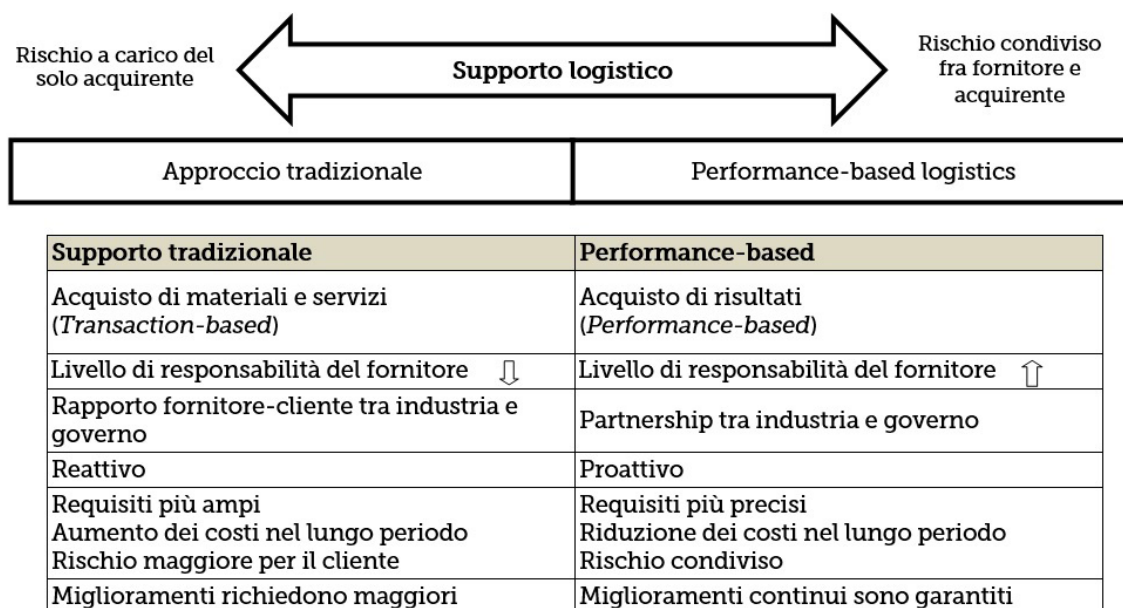 Rischio a carico del
solo acquirente
Supporto logistico
Rischio condiviso
fra fornitore e
acquirente
Approccio tradizionale
Performance-based logistics
Supporto tradizionale
Performance-based
Acquisto di materiali e servizi
(Transaction-based)
Acquisto di risultati
(Performance-based)
Livello di responsabilità del fornitore ⇩
Livello di responsabilità del fornitore ⇧
Rapporto fornitore-cliente tra industria e
governo
Partnership tra industria e governo
Reattivo
Proattivo
Requisiti più ampi
Aumento dei costi nel lungo periodo
Rischio maggiore per il cliente
Requisiti più precisi
Riduzione dei costi nel lungo periodo
Rischio condiviso
Miglioramenti richiedono maggiori
Miglioramenti continui sono garantiti